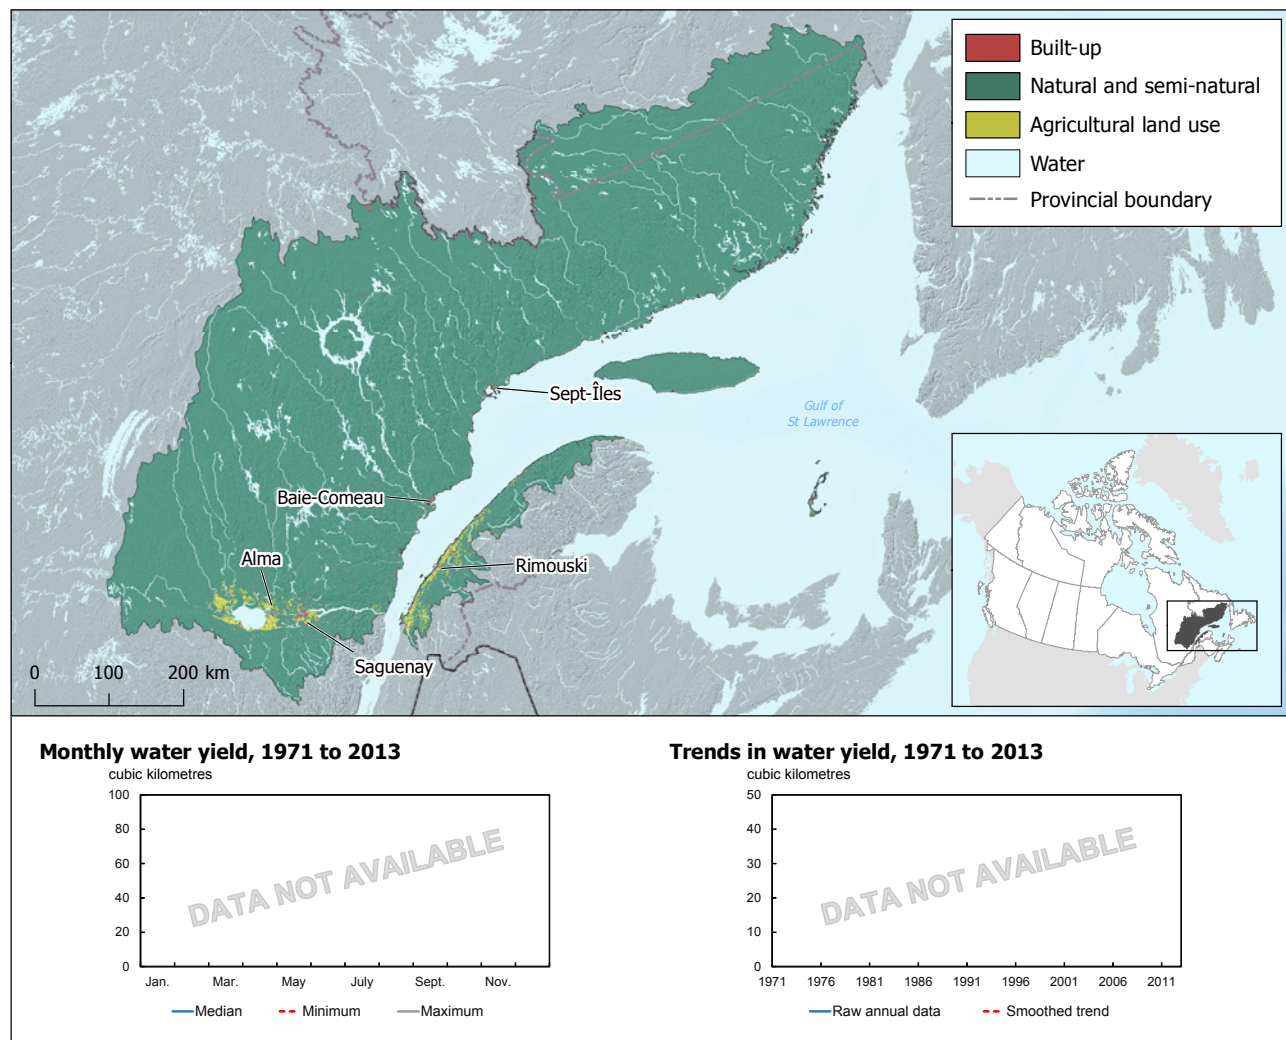 Built-up
Natural and semi-natural
Agricultural land use
Water
Provincial boundary
Sept-Îles
Gulf of
St Lawrence
Baie-Comeau
Alma
Rimouski
Saguenay
0 100 200 km
Monthly water yield, 1971 to 2013
cubic kilometres
100
80
60
40
20
0
DATA NOT AVAILABLE
Jan. Mar. May July Sept. Nov.
Median Minimum Maximum
Trends in water yield, 1971 to 2013
cubic kilometres
50
40
30
20
10
0
DATA NOT AVAILABLE
1971 1976 1981 1986 1991 1996 2001 2006 2011
Raw annual data Smoothed trend